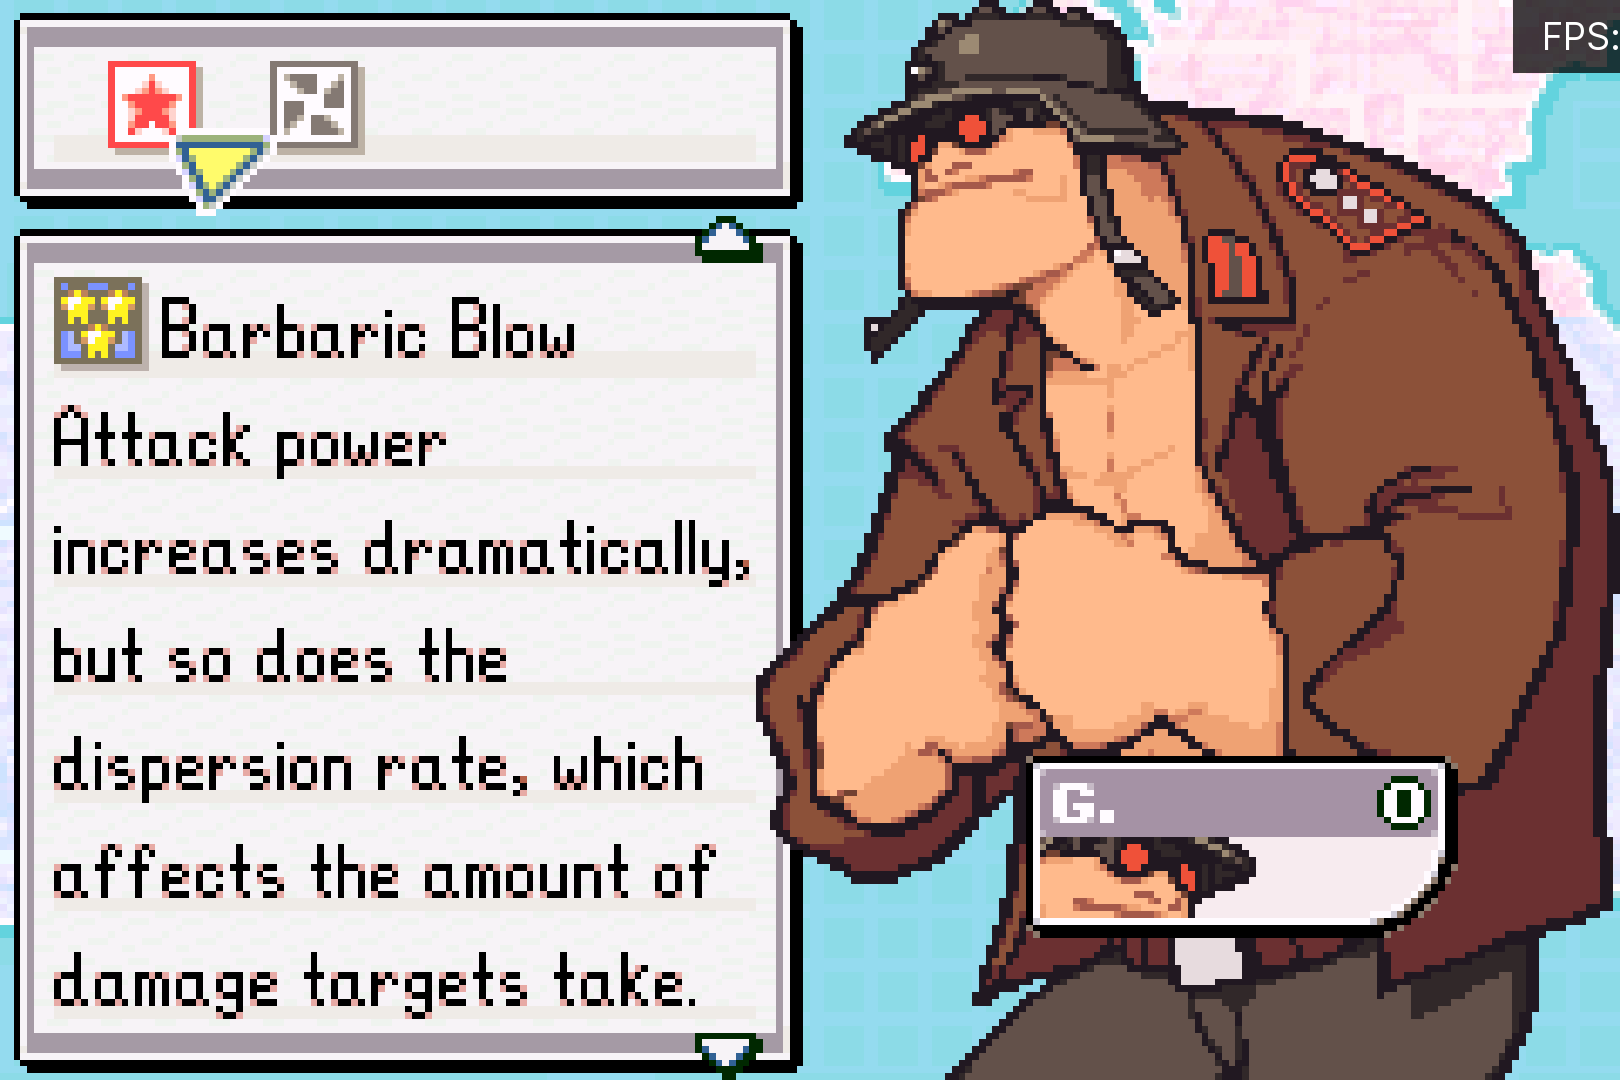 FPS:
Barbaric Blow
Attack power
increases dramatically,
but so does the
dispersion rate, which
affects the amount of
damage targets take.
G. 0